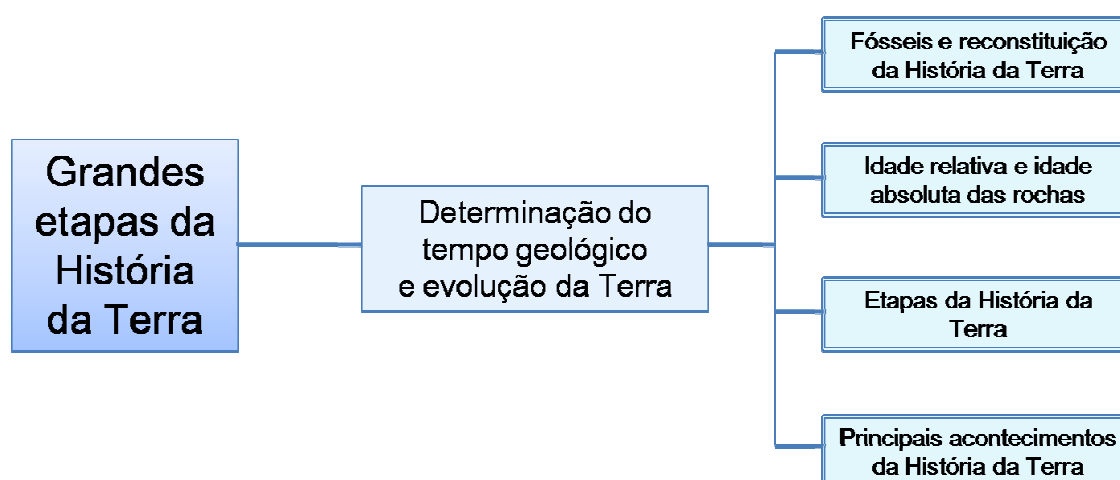 Grandes
etapas da
História
da Terra
Determinação do
tempo geológico
e evolução da Terra
Fósseis e reconstituição
da História da Terra
Idade relativa e idade
absoluta das rochas
Etapas da História da
Terra
Principais acontecimentos
da História da Terra